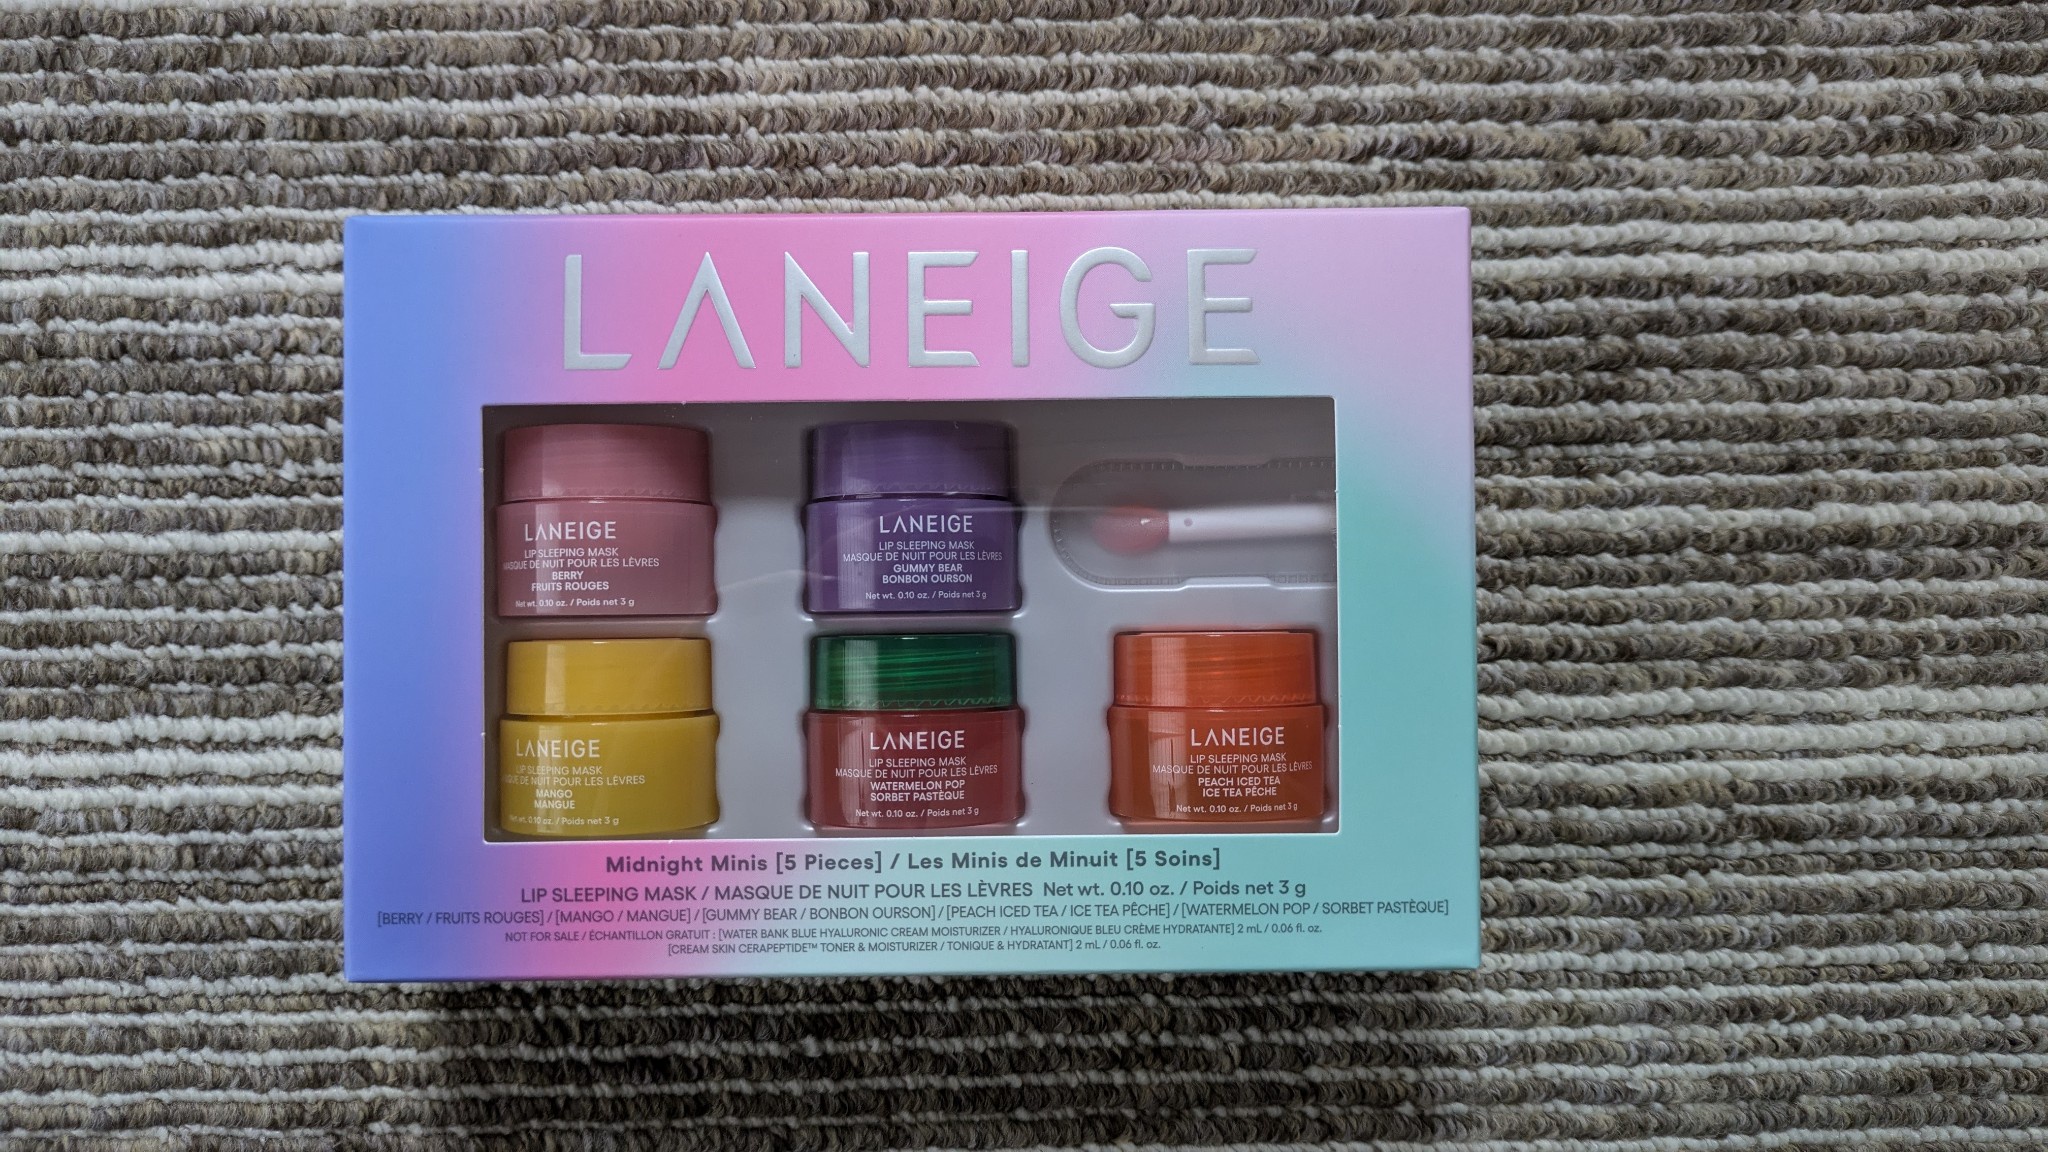 LANEIGE
LANEIGE
LIP SLEEPING MASK
MASQUE DE NUIT POUR LES LÈVRES
BERRY
FRUITS ROUGES
Net wt. 0.10 oz. / Poids net 3 g
LANEIGE
LIP SLEEPING MASK
MASQUE DE NUIT POUR LES LÈVRES
GUMMY BEAR
BONBON OURSON
Net wt. 0.10 oz. / Poids net 3 g
LANEIGE
LIP SLEEPING MASK
DE NUIT POUR LES LÈVRES
MANGO
MANGUE
Net wt. 0.10 oz. / Poids net 3 g
LANEIGE
LIP SLEEPING MASK
MASQUE DE NUIT POUR LES LÈVRES
WATERMELON POP
SORBET PASTÈQUE
Net wt. 0.10 oz. / Poids net 3 g
LANEIGE
LIP SLEEPING MASK
MASQUE DE NUIT POUR LES LÈVRES
PEACH ICED TEA
ICE TEA PÊCHE
Net wt. 0.10 oz. / Poids net 3 g
Midnight Minis [5 Pieces] / Les Minis de Minuit [5 Soins]
LIP SLEEPING MASK / MASQUE DE NUIT POUR LES LÈVRES Net wt. 0.10 oz. / Poids net 3 g
[BERRY / FRUITS ROUGES] / [MANGO / MANGUE] / [GUMMY BEAR / BONBON OURSON] / [PEACH ICED TEA / ICE TEA PÊCHE] / [WATERMELON POP / SORBET PASTÈQUE]
NOT FOR SALE / ÉCHANTILLON GRATUIT : [WATER BANK BLUE HYALURONIC CREAM MOISTURIZER / HYALURONIQUE BLEU CRÈME HYDRATANTE] 2 mL / 0.06 fl. oz.
[CREAM SKIN CERAPEPTIDE™ TONER & MOISTURIZER / TONIQUE & HYDRATANT] 2 mL / 0.06 fl. oz.